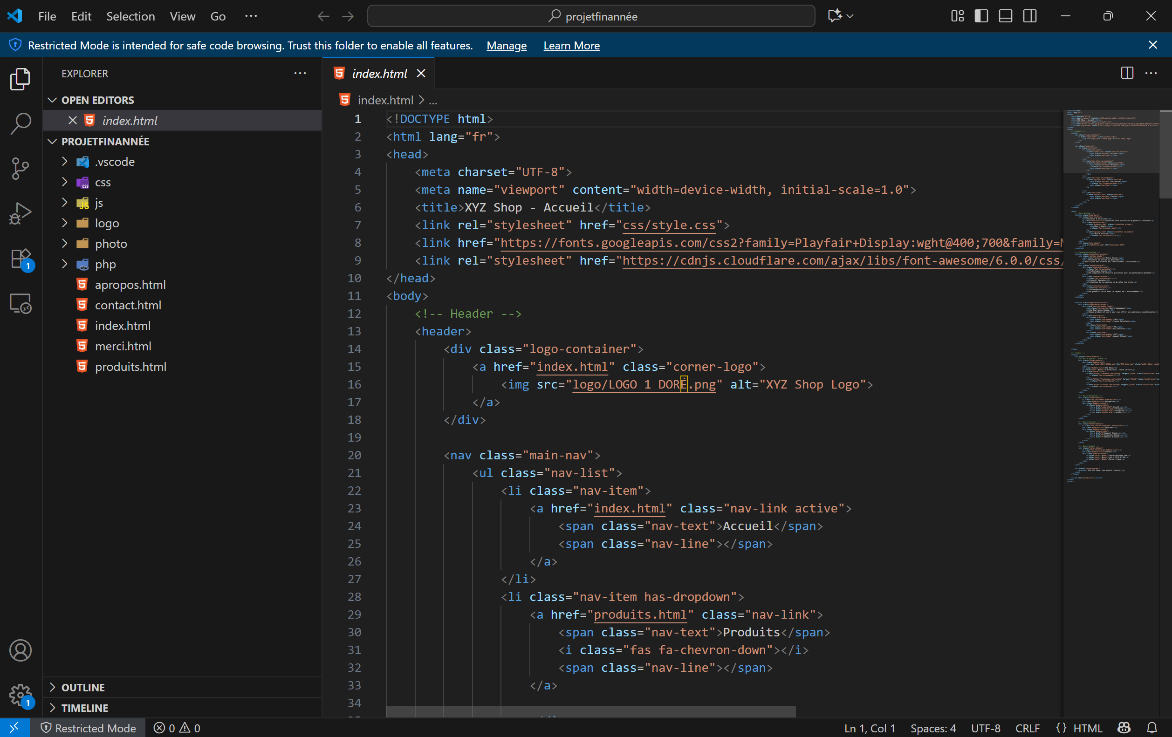 File Edit Selection View Go ···
projetfinannée
Restricted Mode is intended for safe code browsing. Trust this folder to enable all features. Manage Learn More
EXPLORER
OPEN EDITORS
index.html
PROJETFINANNÉE
.vscode
css
js
logo
photo
php
apropos.html
contact.html
index.html
merci.html
produits.html
OUTLINE
TIMELINE
1
1
index.html
index.html > ...
1 <!DOCTYPE html>
2 <html lang="fr">
3 <head>
4 <meta charset="UTF-8">
5 <meta name="viewport" content="width=device-width, initial-scale=1.0">
6 <title>XYZ Shop - Accueil</title>
7 <link rel="stylesheet" href="css/style.css">
8 <link href="https://fonts.googleapis.com/css2?family=Playfair+Display:wght@400;700&family=M
9 <link rel="stylesheet" href="https://cdnjs.cloudflare.com/ajax/libs/font-awesome/6.0.0/css/
10 </head>
11 <body>
12 <!-- Header -->
13 <header>
14 <div class="logo-container">
15 <a href="index.html" class="corner-logo">
16 <img src="logo/LOGO 1 DORÉ.png" alt="XYZ Shop Logo">
17 </a>
18 </div>
19
20 <nav class="main-nav">
21 <ul class="nav-list">
22 <li class="nav-item">
23 <a href="index.html" class="nav-link active">
24 <span class="nav-text">Accueil</span>
25 <span class="nav-line"></span>
26 </a>
27 </li>
28 <li class="nav-item has-dropdown">
29 <a href="produits.html" class="nav-link">
30 <span class="nav-text">Produits</span>
31 <i class="fas fa-chevron-down"></i>
32 <span class="nav-line"></span>
33 </a>
34
Restricted Mode 0 0 Ln 1, Col 1 Spaces: 4 UTF-8 CRLF {} HTML